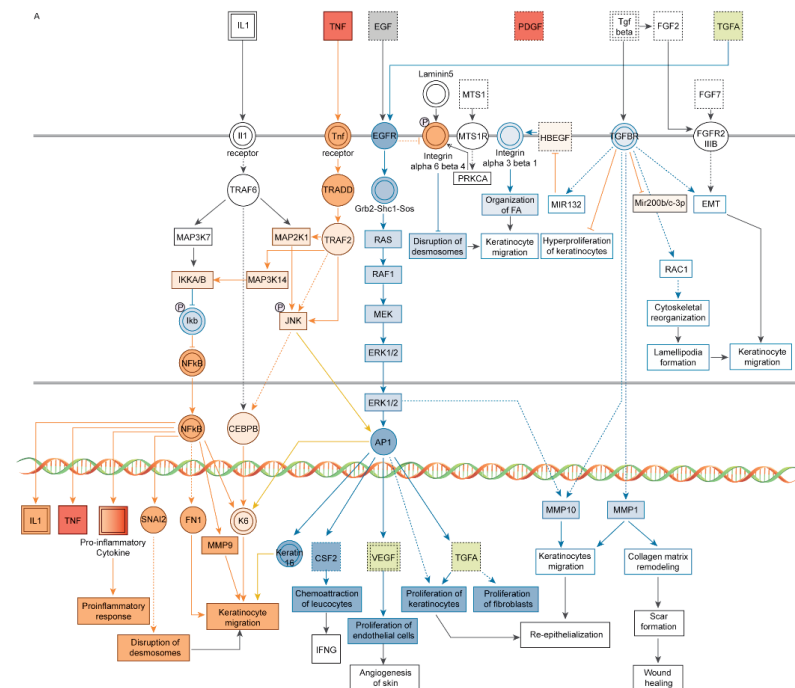 A
IL1
TNF
EGF
PDGF
Tgf
beta
FGF2
TGFA
Laminin5
MTS1
FGF7
P
Il1
receptor
Tnf
receptor
EGFR
Integrin
alpha 6 beta 4
MTS1R
PRKCA
Integrin
alpha 3 beta 1
HBEGF
TGFBR
FGFR2
IIIB
TRAF6
TRADD
Grb2-Shc1-Sos
Organization
of FA
MIR132
Mir200b/c-3p
EMT
MAP3K7
MAP2K1
TRAF2
RAS
Disruption of
desmosomes
Keratinocyte
migration
Hyperproliferation
of keratinocytes
IKKA/B
MAP3K14
RAF1
RAC1
P
Ikb
P
JNK
MEK
Cytoskeletal
reorganization
NFkB
ERK1/2
Lamellipodia
formation
Keratinocyte
migration
ERK1/2
NFkB
CEBPB
AP1
IL1
TNF
Pro-inflammatory
Cytokine
SNAI2
FN1
K6
MMP9
Keratin
16
CSF2
VEGF
TGFA
MMP10
MMP1
Keratinocytes
migration
Collagen matrix
remodeling
Proinflammatory
response
Keratinocyte
migration
Chemoattraction
of leucocytes
Proliferation of
keratinocytes
Proliferation
of fibroblasts
Disruption of
desmosomes
IFNG
Proliferation of
endothelial cells
Re-epithelialization
Scar
formation
Angiogenesis
of skin
Wound
healing